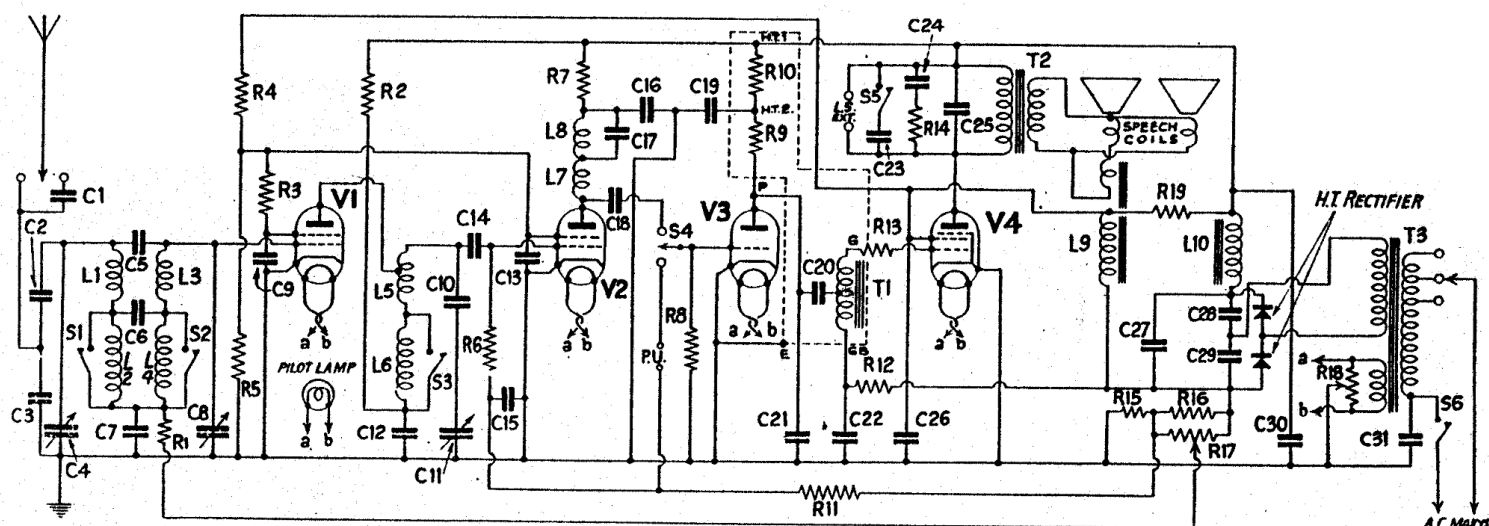 C24
H.T.1
T2
R4
R2
R7
R10
C16
C19
S5
L.S. EXT.
C25
R14
SPEECH COILS
C1
L8
C17
H.T.2.
R9
C23
C2
R3
V1
L7
P
R19
H.T. RECTIFIER
C14
C18
S4
V3
G
R13
V4
L9
L10
T3
L1
C5
L3
C9
L5
C10
C13
V2
C20
T1
C6
S1
S2
L2
L4
a b
R6
a b
R8
a b
a b
C27
C28
C29
PILOT LAMP
L6
S3
P.U.
E
G.B.
R12
a
R18
b
C3
C4
C7
R1
C8
R5
a b
C12
C11
C15
C21
C22
C26
R15
R16
R17
C30
C31
S6
R11
A.C. MAINS